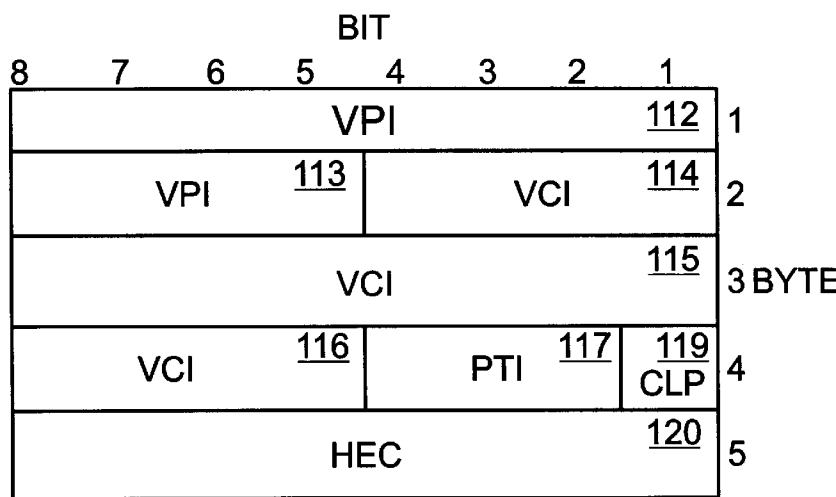 BIT
8 7 6 5 4 3 2 1
VPI 112 1
VPI 113 VCI 114 2
VCI 115 3 BYTE
VCI 116 PTI 117 CLP 119 4
HEC 120 5